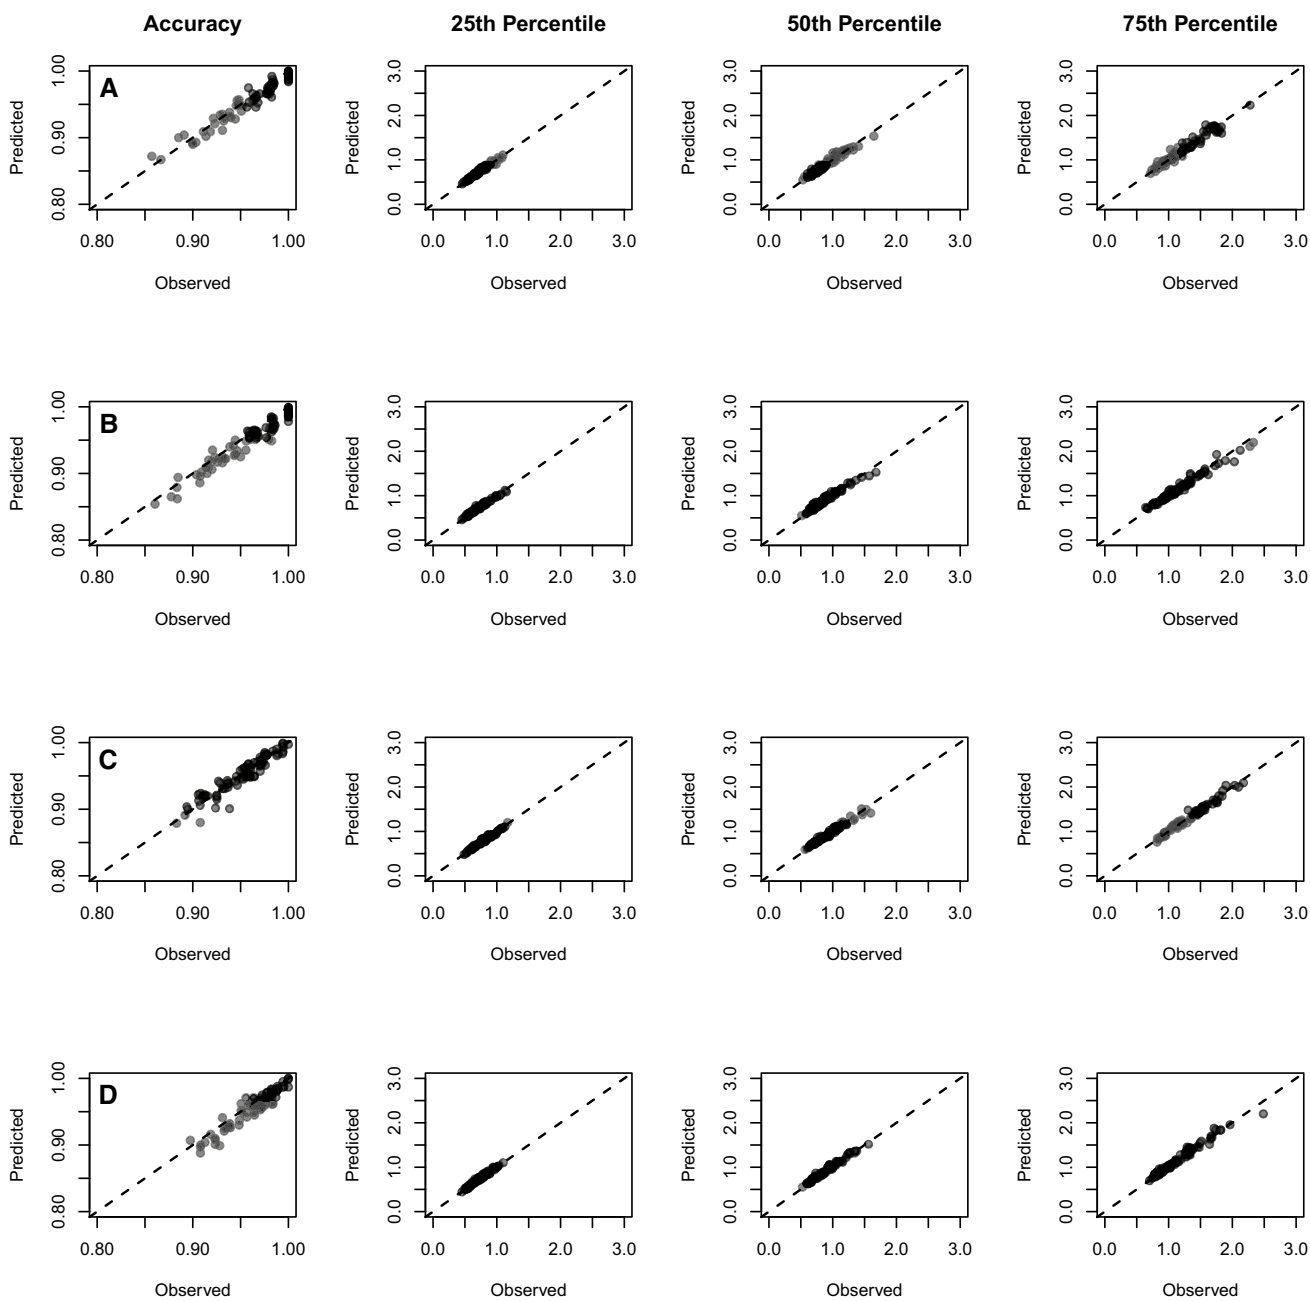 Accuracy 25th Percentile 50th Percentile 75th Percentile
A
Predicted 0.80 0.90 1.00
Predicted 0.0 1.0 2.0 3.0
Predicted 0.0 1.0 2.0 3.0
Predicted 0.0 1.0 2.0 3.0
0.80 0.90 1.00 0.0 1.0 2.0 3.0 0.0 1.0 2.0 3.0 0.0 1.0 2.0 3.0
Observed Observed Observed Observed
B
Predicted 0.80 0.90 1.00
Predicted 0.0 1.0 2.0 3.0
Predicted 0.0 1.0 2.0 3.0
Predicted 0.0 1.0 2.0 3.0
0.80 0.90 1.00 0.0 1.0 2.0 3.0 0.0 1.0 2.0 3.0 0.0 1.0 2.0 3.0
Observed Observed Observed Observed
C
Predicted 0.80 0.90 1.00
Predicted 0.0 1.0 2.0 3.0
Predicted 0.0 1.0 2.0 3.0
Predicted 0.0 1.0 2.0 3.0
0.80 0.90 1.00 0.0 1.0 2.0 3.0 0.0 1.0 2.0 3.0 0.0 1.0 2.0 3.0
Observed Observed Observed Observed
D
Predicted 0.80 0.90 1.00
Predicted 0.0 1.0 2.0 3.0
Predicted 0.0 1.0 2.0 3.0
Predicted 0.0 1.0 2.0 3.0
0.80 0.90 1.00 0.0 1.0 2.0 3.0 0.0 1.0 2.0 3.0 0.0 1.0 2.0 3.0
Observed Observed Observed Observed